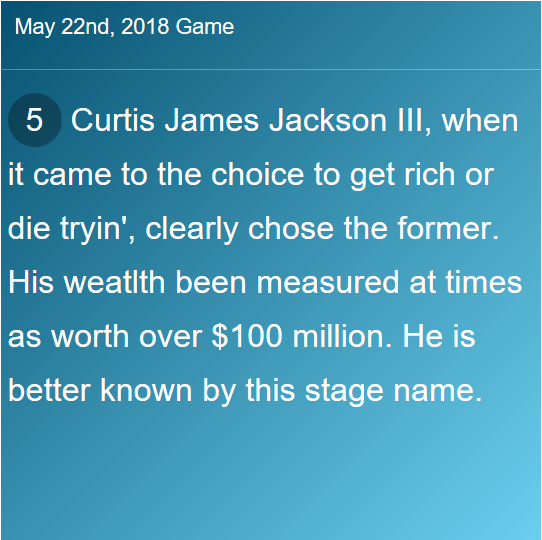 May 22nd, 2018 Game
5 Curtis James Jackson III, when
it came to the choice to get rich or
die tryin', clearly chose the former.
His weatlth been measured at times
as worth over $100 million. He is
better known by this stage name.